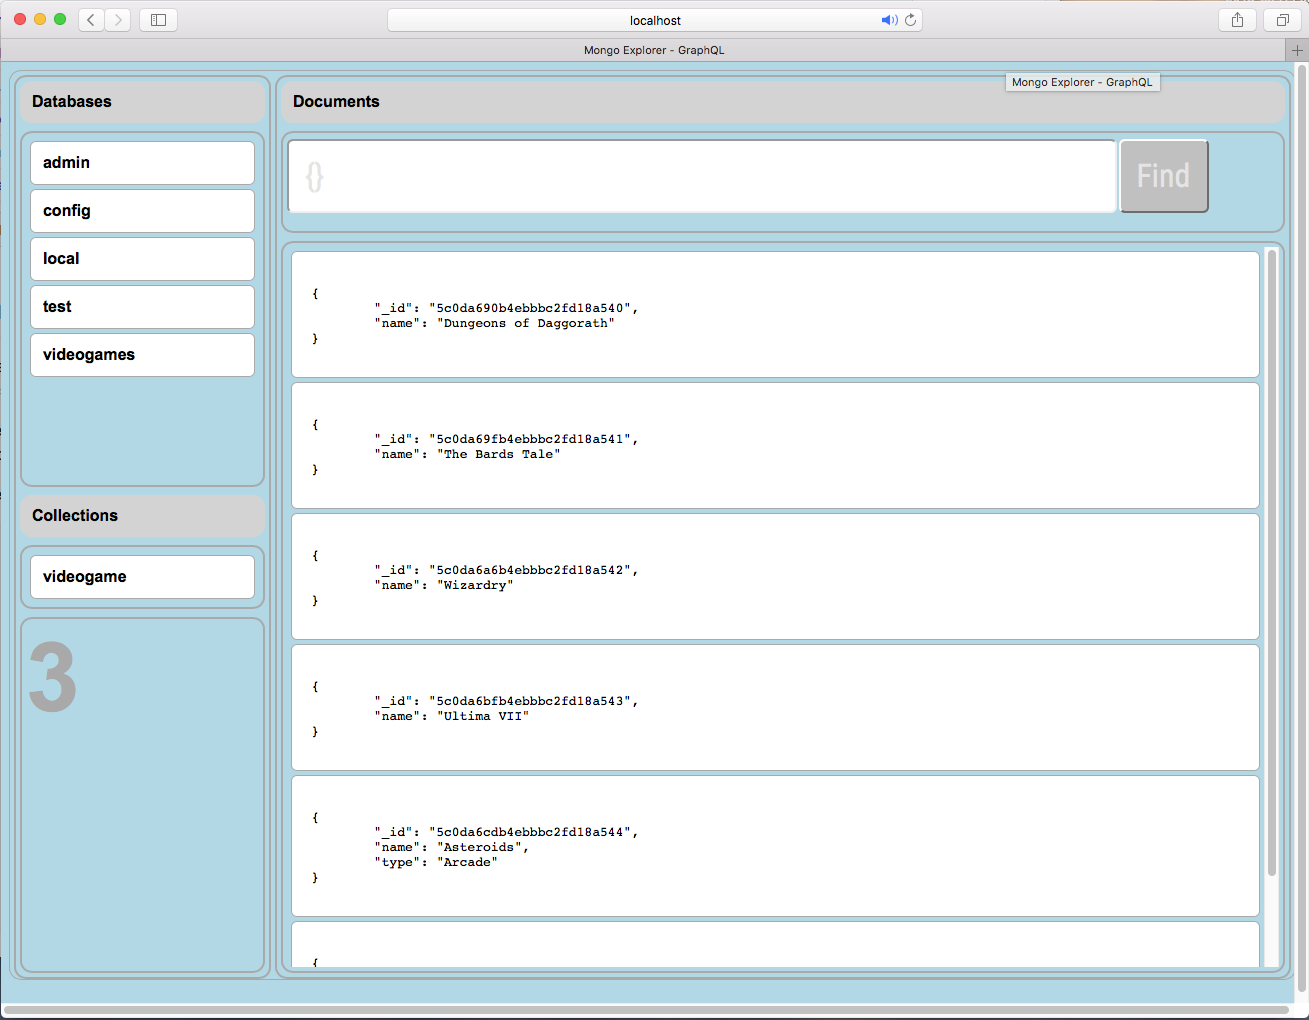 localhost
Mongo Explorer - GraphQL
Mongo Explorer - GraphQL
Databases
admin
config
local
test
videogames
Collections
videogame
3
Documents
{}
Find
{
"_id": "5c0da690b4ebbbc2fd18a540",
"name": "Dungeons of Daggorath"
}
{
"_id": "5c0da69fb4ebbbc2fd18a541",
"name": "The Bards Tale"
}
{
"_id": "5c0da6a6b4ebbbc2fd18a542",
"name": "Wizardry"
}
{
"_id": "5c0da6bfb4ebbbc2fd18a543",
"name": "Ultima VII"
}
{
"_id": "5c0da6cdb4ebbbc2fd18a544",
"name": "Asteroids",
"type": "Arcade"
}
{